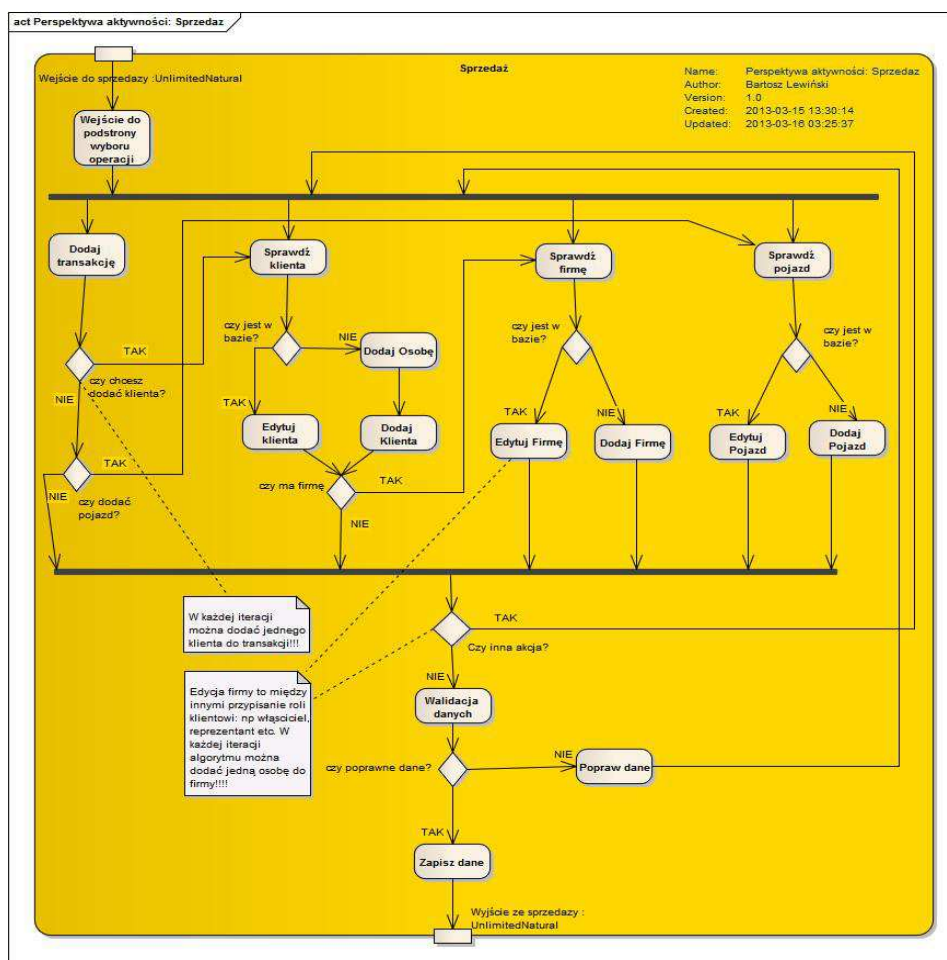 act Perspektywa aktywności: Sprzedaz
Sprzedaż
Wejście do sprzedazy :UnlimitedNatural
Name: Perspektywa aktywności: Sprzedaz
Author: Bartosz Lewiński
Version: 1.0
Created: 2013-03-15 13:30:14
Updated: 2013-03-16 03:25:37
Wejście do
podstrony
wyboru
operacji
Dodaj
transakcję
Sprawdź
klienta
Sprawdź
firmę
Sprawdź
pojazd
czy jest w
bazie?
NIE
Dodaj Osobę
czy jest w
bazie?
czy jest w
bazie?
TAK
czy chcesz
dodać klienta?
NIE
TAK
Edytuj
klienta
Dodaj
Klienta
TAK
NIE
Edytuj Firmę
Dodaj Firmę
TAK
NIE
Edytuj
Pojazd
Dodaj
Pojazd
TAK
NIE
czy dodać
pojazd?
czy ma firmę
TAK
NIE
W każdej iteracji
można dodać jednego
klienta do transakcji!!!
TAK
Czy inna akcja?
NIE
Edycja firmy to między
innymi przypisanie roli
klientowi: np włąsciciel,
reprezentant etc. W
każdej iteracji
algorytmu można
dodać jedną osobę do
firmy!!!!
Walidacja
danych
czy poprawne dane?
NIE
Popraw dane
TAK
Zapisz dane
Wyjście ze sprzedazy :
UnlimitedNatural